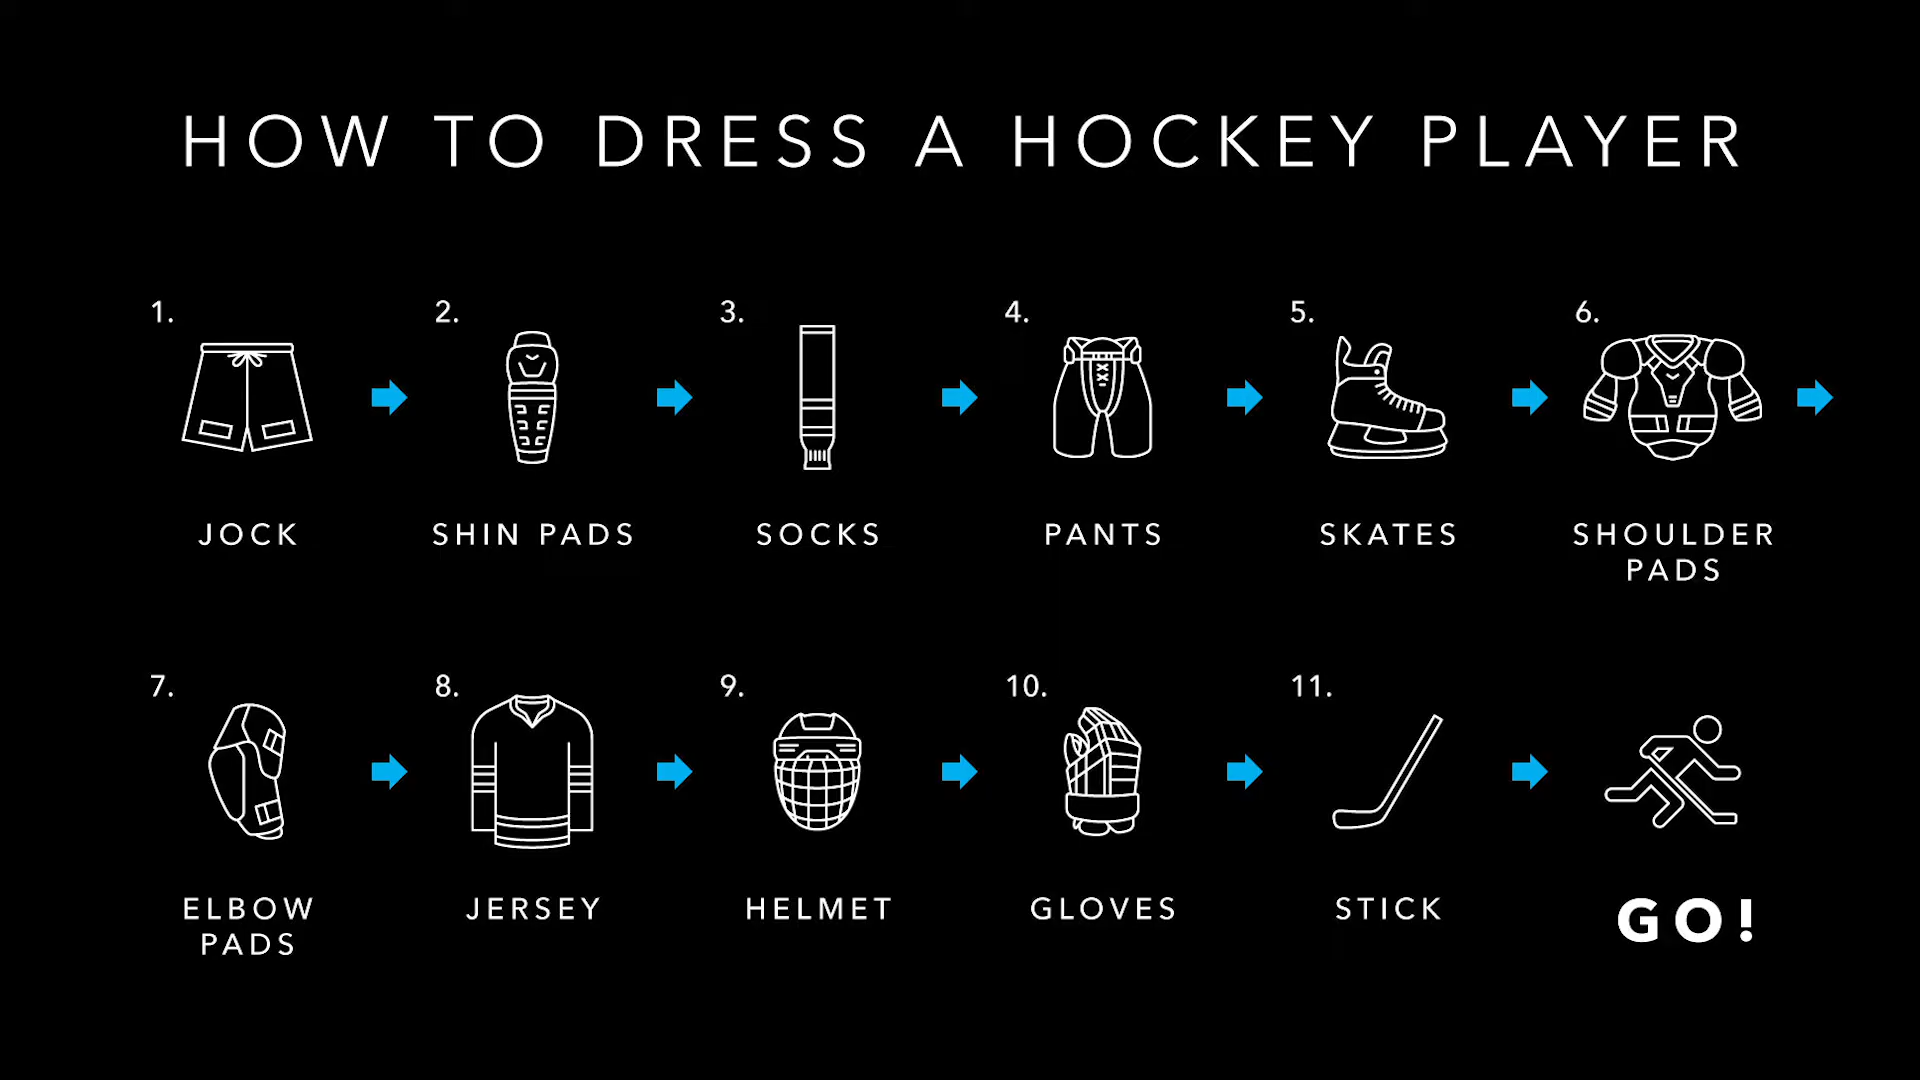 HOW TO DRESS A HOCKEY PLAYER
1.
2.
3.
4.
5.
6.
JOCK
SHIN PADS
SOCKS
PANTS
SKATES
SHOULDER
PADS
7.
8.
9.
10.
11.
ELBOW
PADS
JERSEY
HELMET
GLOVES
STICK
GO!